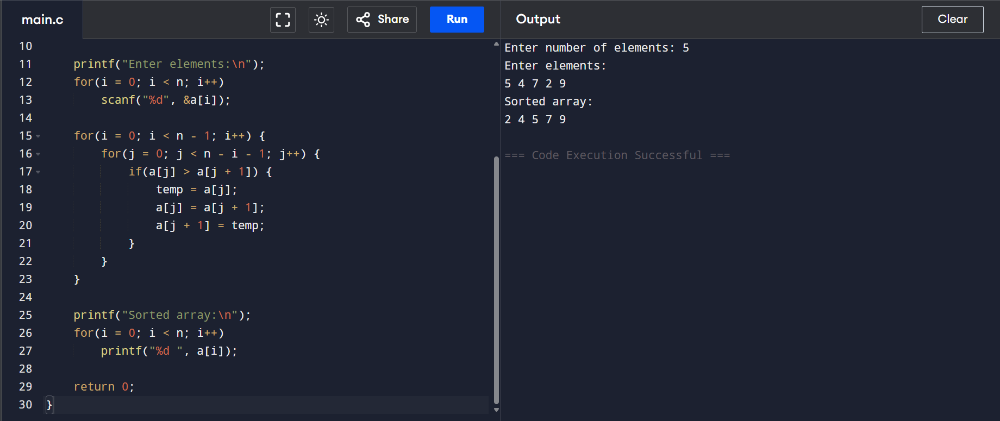 main.c
Share
Run
Output
Clear
10
11     printf("Enter elements:\n");
12     for(i = 0; i < n; i++)
13         scanf("%d", &a[i]);
14
15     for(i = 0; i < n - 1; i++) {
16         for(j = 0; j < n - i - 1; j++) {
17             if(a[j] > a[j + 1]) {
18                 temp = a[j];
19                 a[j] = a[j + 1];
20                 a[j + 1] = temp;
21             }
22         }
23     }
24
25     printf("Sorted array:\n");
26     for(i = 0; i < n; i++)
27         printf("%d ", a[i]);
28
29     return 0;
30 }
Enter number of elements: 5
Enter elements:
5 4 7 2 9
Sorted array:
2 4 5 7 9
=== Code Execution Successful ===